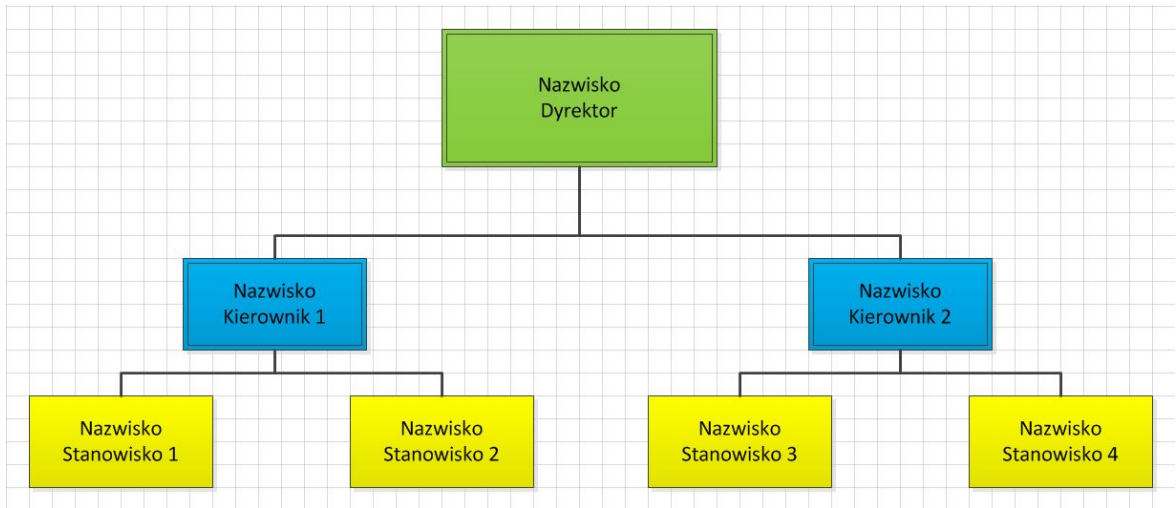 Nazwisko
Dyrektor
Nazwisko
Kierownik 1
Nazwisko
Kierownik 2
Nazwisko
Stanowisko 1
Nazwisko
Stanowisko 2
Nazwisko
Stanowisko 3
Nazwisko
Stanowisko 4